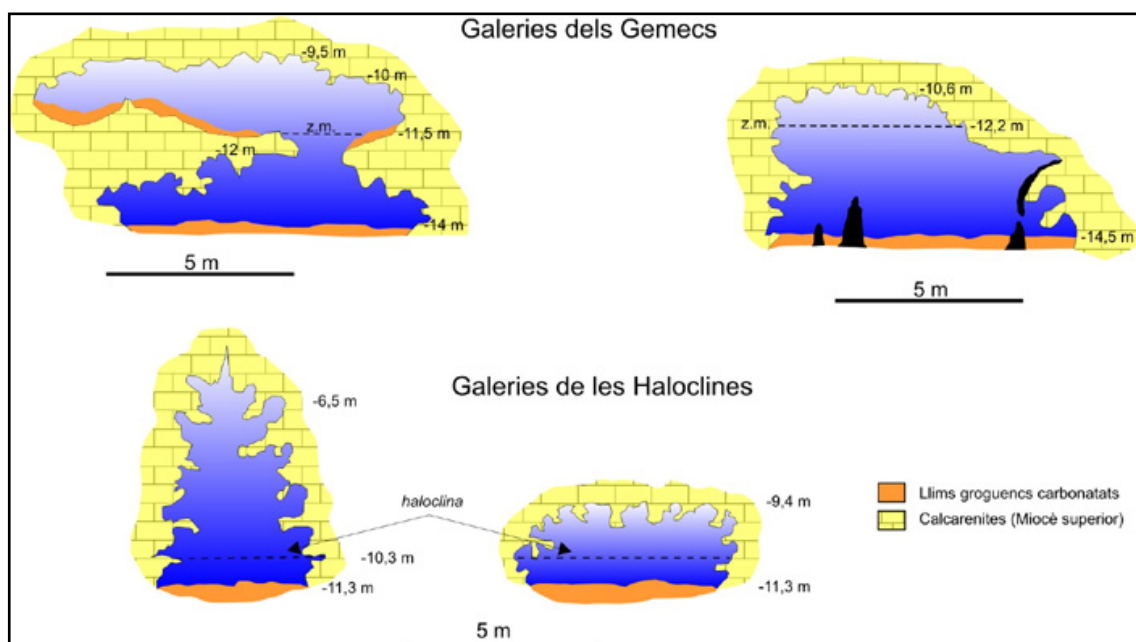 Galeries dels Gemecs
-9,5 m
-10 m
z.m.
-11,5 m
-12 m
-14 m
5 m
-10,6 m
z.m.
-12,2 m
-14,5 m
5 m
Galeries de les Haloclines
-6,5 m
haloclina
-9,4 m
-10,3 m
-11,3 m
-11,3 m
5 m
Llims groguencs carbonatats
Calcarenites (Miocè superior)